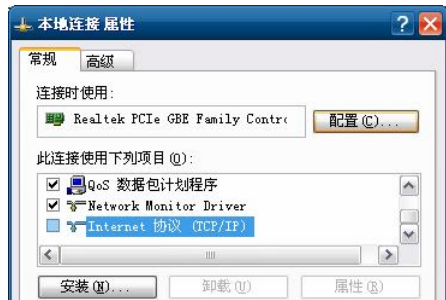 本地连接 属性
常规 高级
连接时使用:
Realtek PCIe GBE Family Contr
配置(C)...
此连接使用下列项目(O):
QoS 数据包计划程序
Network Monitor Driver
Internet 协议 (TCP/IP)
安装(N)... 卸载(U) 属性(R)